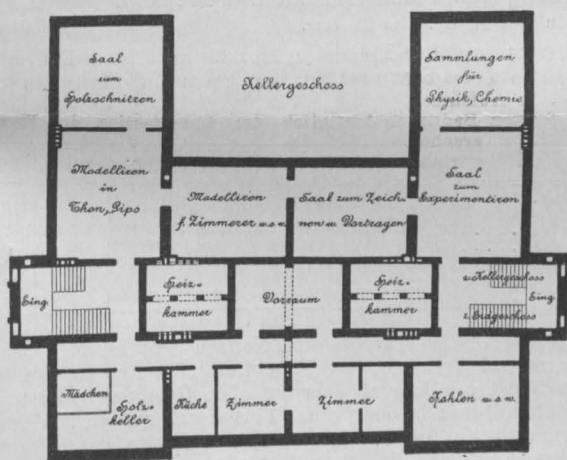 Saal
zum
Holzschnitzen
Kellergeschoss
Sammlungen
für
Physik, Chemie
Modelliren
in
Thon, Gips
Modelliren
f. Zimmerer u.s.w.
Saal zum Zeich-
nen u. Vortragen
Saal
zum
Experimentiren
Eing.
Heiz-
kammer
Vorraum
Heiz-
kammer
z. Kellergeschoss
Eing
z. Erdgeschoss
Mädchen
Holz-
keller
Küche
Zimmer
Zimmer
Kohlen u.s.w.